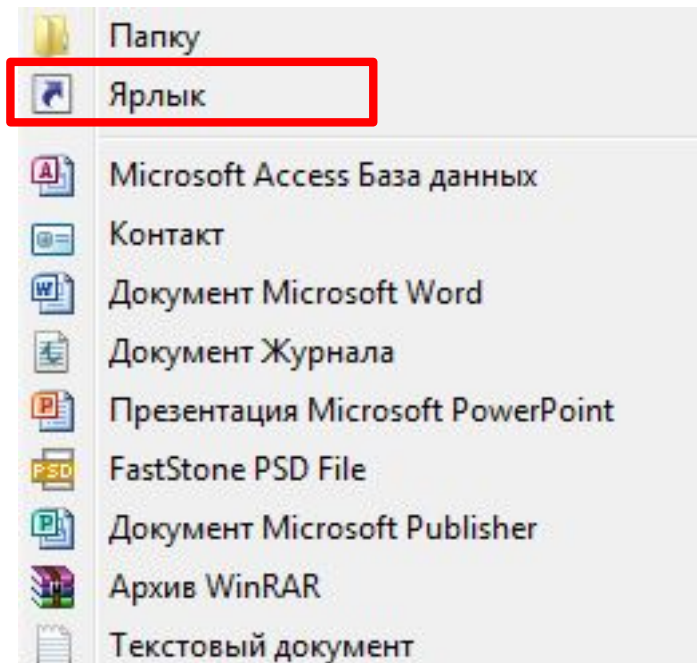 Папку
Ярлык
Microsoft Access База данных
Контакт
Документ Microsoft Word
Документ Журнала
Презентация Microsoft PowerPoint
FastStone PSD File
Документ Microsoft Publisher
Архив WinRAR
Текстовый документ